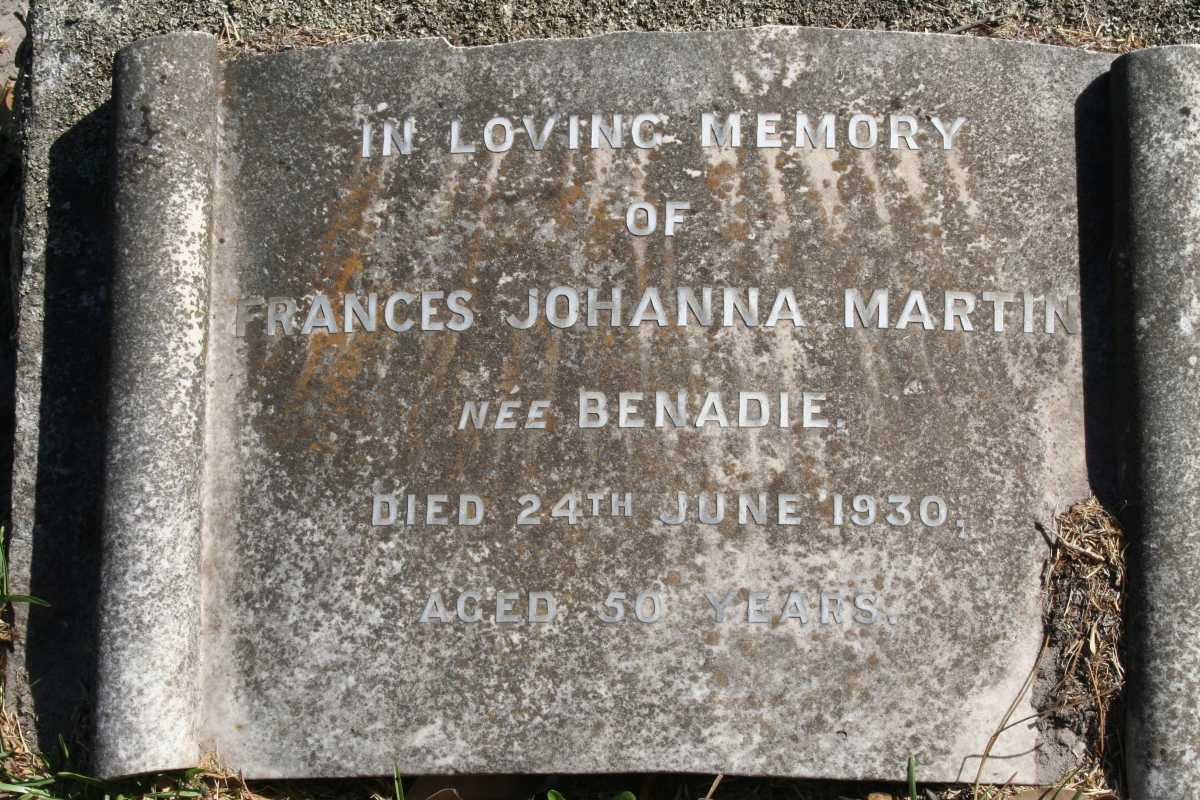 IN LOVING MEMORY
OF
FRANCES JOHANNA MARTIN
NÉE BENADIE.
DIED 24TH JUNE 1930;
AGED 50 YEARS.